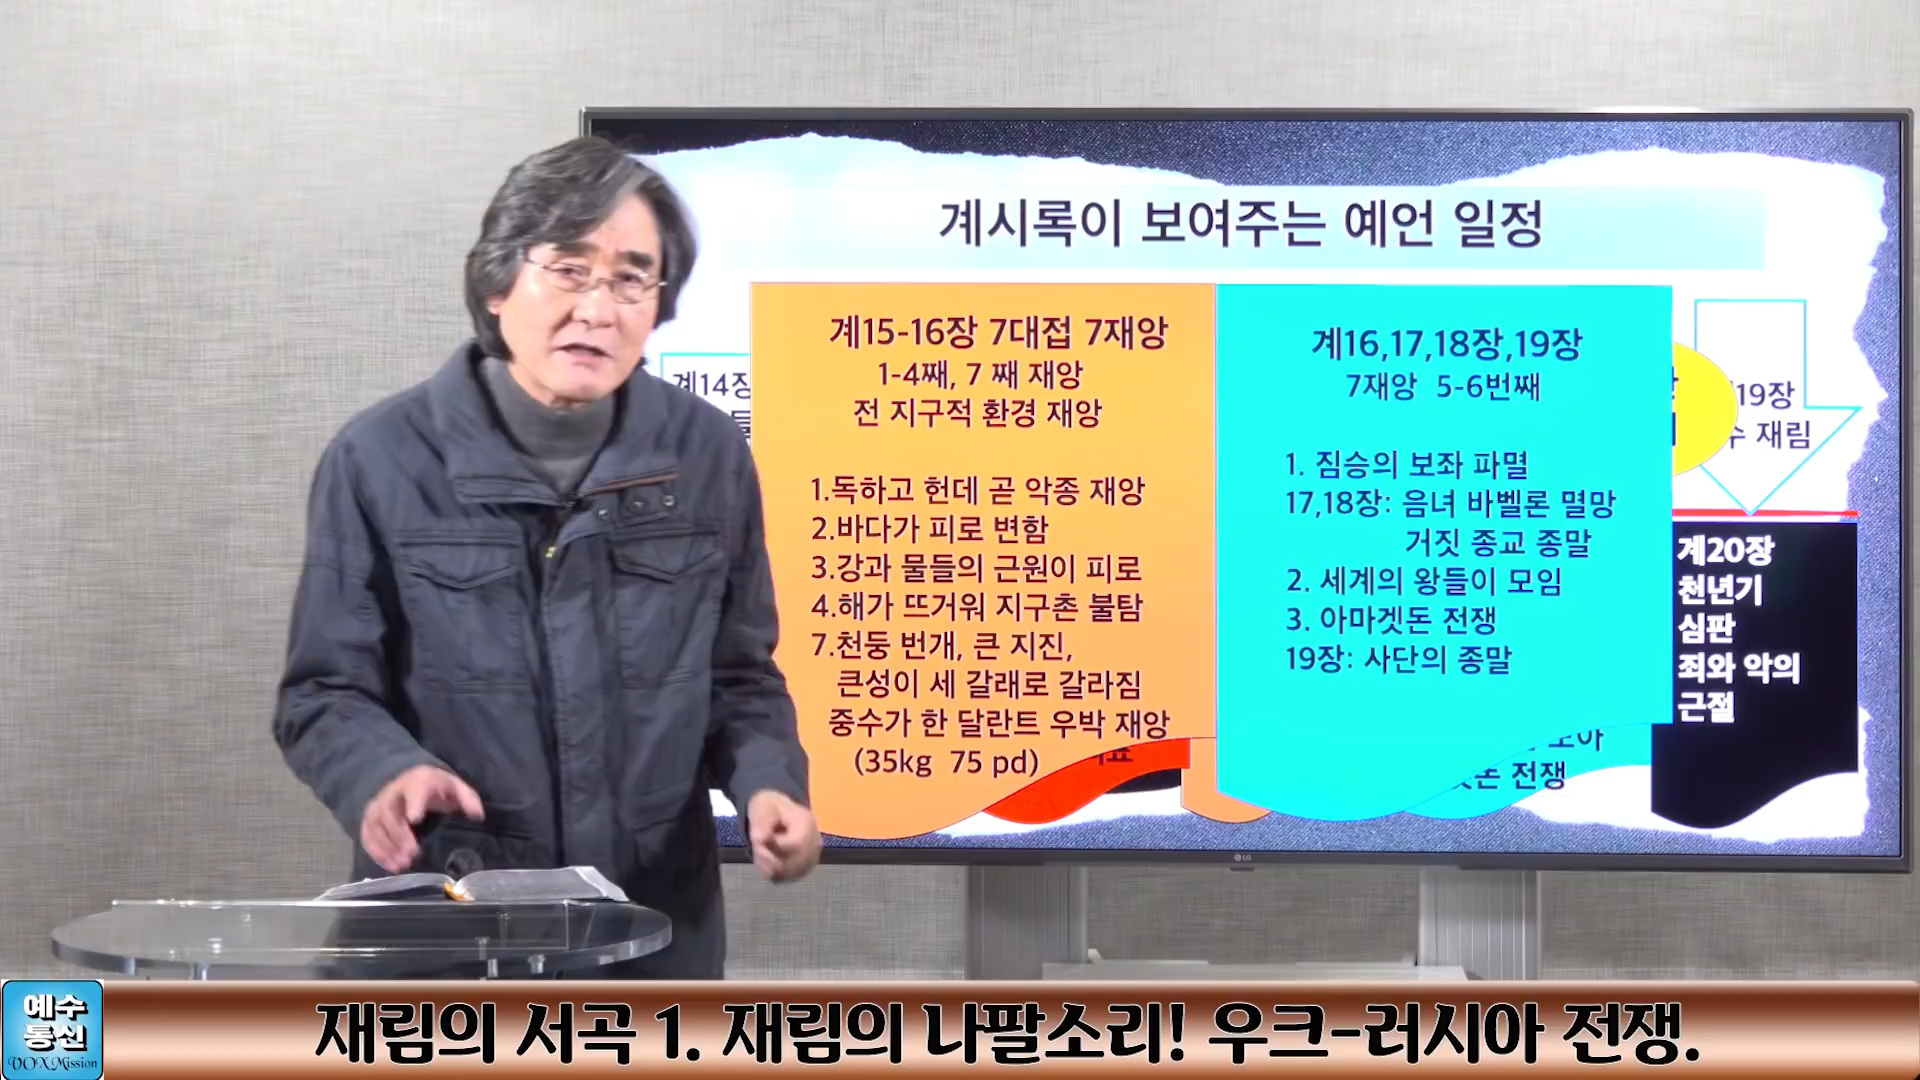 계시록이 보여주는 예언 일정
계14장
계15-16장 7대접 7재앙
1-4째, 7 째 재앙
전 지구적 환경 재앙
1.독하고 헌데 곧 악종 재앙
2.바다가 피로 변함
3.강과 물들의 근원이 피로
4.해가 뜨거워 지구촌 불탐
7.천둥 번개, 큰 지진,
큰성이 세 갈래로 갈라짐
중수가 한 달란트 우박 재앙
(35kg 75 pd)
계16,17,18장,19장
7재앙 5-6번째
1. 짐승의 보좌 파멸
17,18장: 음녀 바벨론 멸망
거짓 종교 종말
2. 세계의 왕들이 모임
3. 아마겟돈 전쟁
19장: 사단의 종말
전쟁
19장
재림
계20장
천년기
심판
죄와 악의
근절
LG
예수
통신
VOX Mission
재림의 서곡 1. 재림의 나팔소리! 우크-러시아 전쟁.